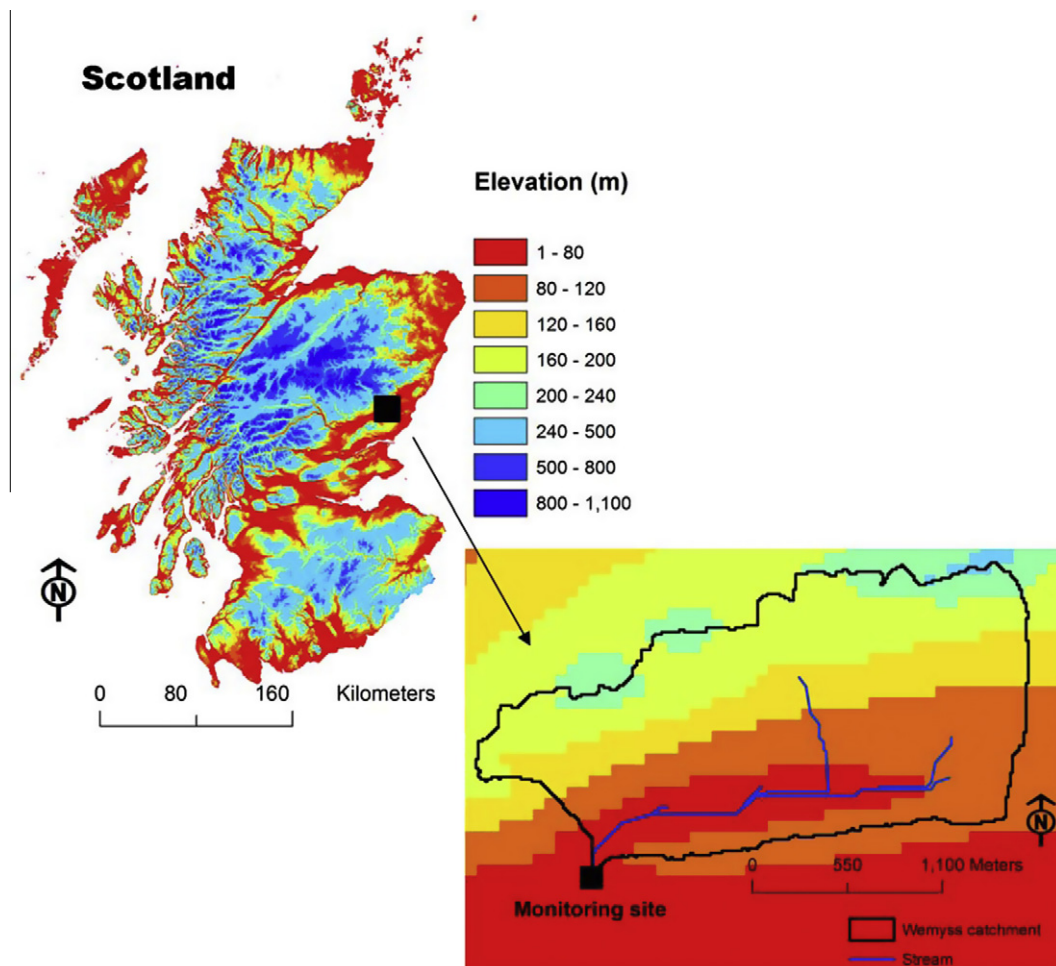 Scotland
Elevation (m)
1 - 80
80 - 120
120 - 160
160 - 200
200 - 240
240 - 500
500 - 800
800 - 1,100
N
0 80 160 Kilometers
N
0 550 1,100 Meters
Monitoring site
Wemyss catchment
Stream